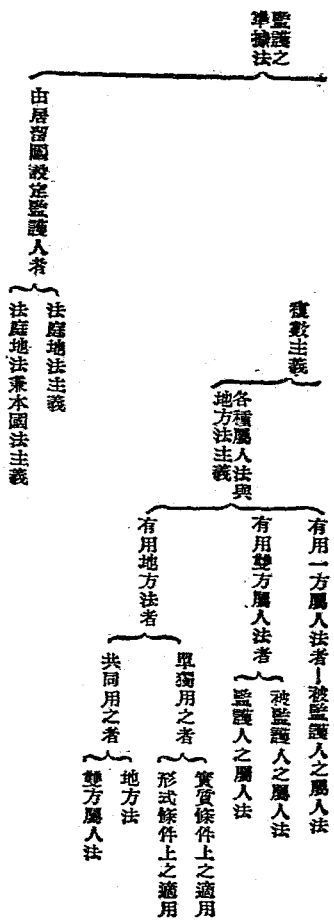 監護之
準據法
複數主義
各種屬人法與
地方法主義
有用一方屬人法者—被監護人之屬人法
有用雙方屬人法者
被監護人之屬人法
監護人之屬人法
有用地方法者
單獨用之者
實質條件上之適用
形式條件上之適用
共同用之者
地方法
雙方屬人法
由居留國設定監護人者
法庭地法主義
法庭地法兼本國法主義